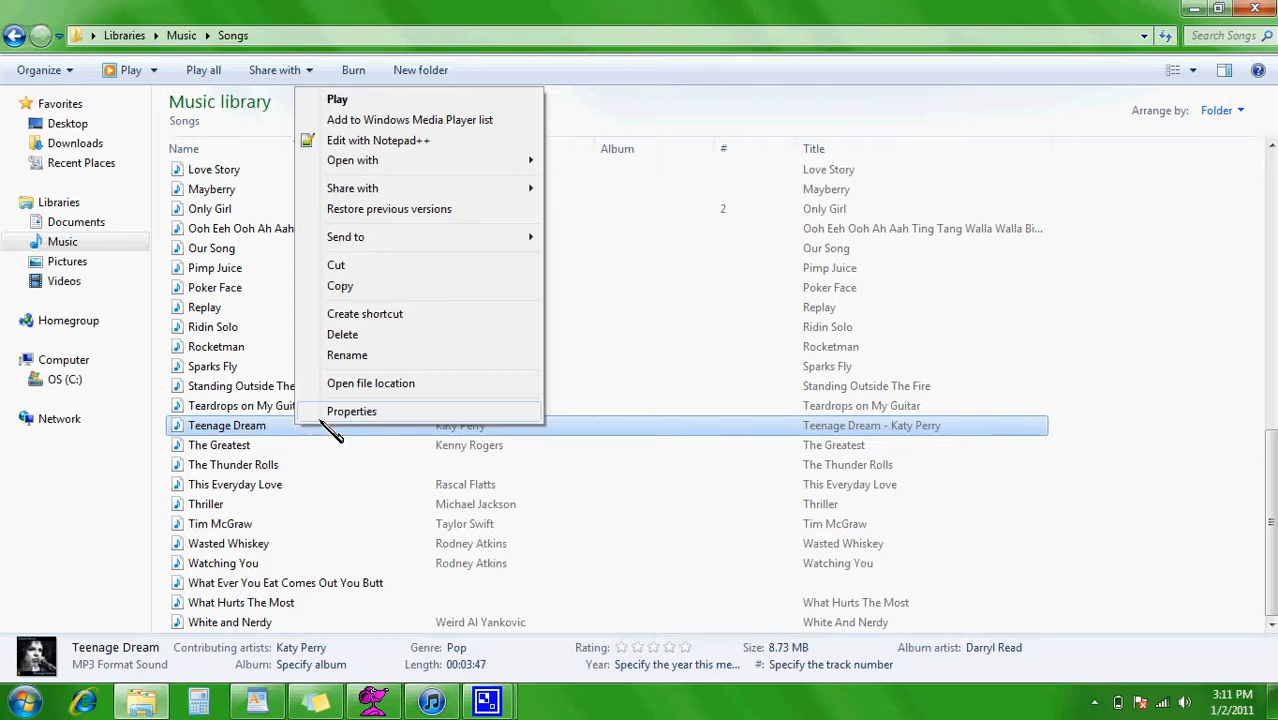 Libraries Music Songs Search Songs
Organize Play Play all Share with Burn New folder
Favorites
Desktop
Downloads
Recent Places
Libraries
Documents
Music
Pictures
Videos
Homegroup
Computer
OS (C:)
Network
Music library
Songs
Arrange by: Folder
Name Album # Title
Love Story Love Story
Mayberry Mayberry
Only Girl 2 Only Girl
Ooh Eeh Ooh Ah Aah Ooh Eeh Ooh Ah Aah Ting Tang Walla Walla Bi...
Our Song Our Song
Pimp Juice Pimp Juice
Poker Face Poker Face
Replay Replay
Ridin Solo Ridin Solo
Rocketman Rocketman
Sparks Fly Sparks Fly
Standing Outside The Standing Outside The Fire
Teardrops on My Guit Teardrops on My Guitar
Teenage Dream Katy Perry Teenage Dream - Katy Perry
The Greatest Kenny Rogers The Greatest
The Thunder Rolls The Thunder Rolls
This Everyday Love Rascal Flatts This Everyday Love
Thriller Michael Jackson Thriller
Tim McGraw Taylor Swift Tim McGraw
Wasted Whiskey Rodney Atkins Wasted Whiskey
Watching You Rodney Atkins Watching You
What Ever You Eat Comes Out You Butt
What Hurts The Most What Hurts The Most
White and Nerdy Weird Al Yankovic White and Nerdy
Play
Add to Windows Media Player list
Edit with Notepad++
Open with
Share with
Restore previous versions
Send to
Cut
Copy
Create shortcut
Delete
Rename
Open file location
Properties
Teenage Dream Contributing artists: Katy Perry Genre: Pop Rating: Size: 8.73 MB Album artist: Darryl Read
MP3 Format Sound Album: Specify album Length: 00:03:47 Year: Specify the year this me... #: Specify the track number
3:11 PM
1/2/2011